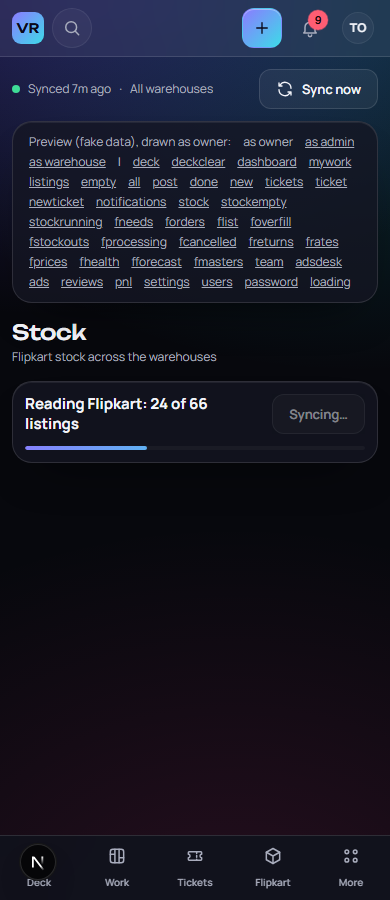 VR
9
TO
Synced 7m ago · All warehouses
Sync now
Preview (fake data), drawn as owner: as owner as admin
as warehouse | deck deckclear dashboard mywork
listings empty all post done new tickets ticket
newticket notifications stock stockempty
stockrunning fneeds forders flist foverfill
fstockouts fprocessing fcancelled freturns frates
fprices fhealth fforecast fmasters team adsdesk
ads reviews pnl settings users password loading
Stock
Flipkart stock across the warehouses
Reading Flipkart: 24 of 66
listings
Syncing…
N
Deck Work Tickets Flipkart More